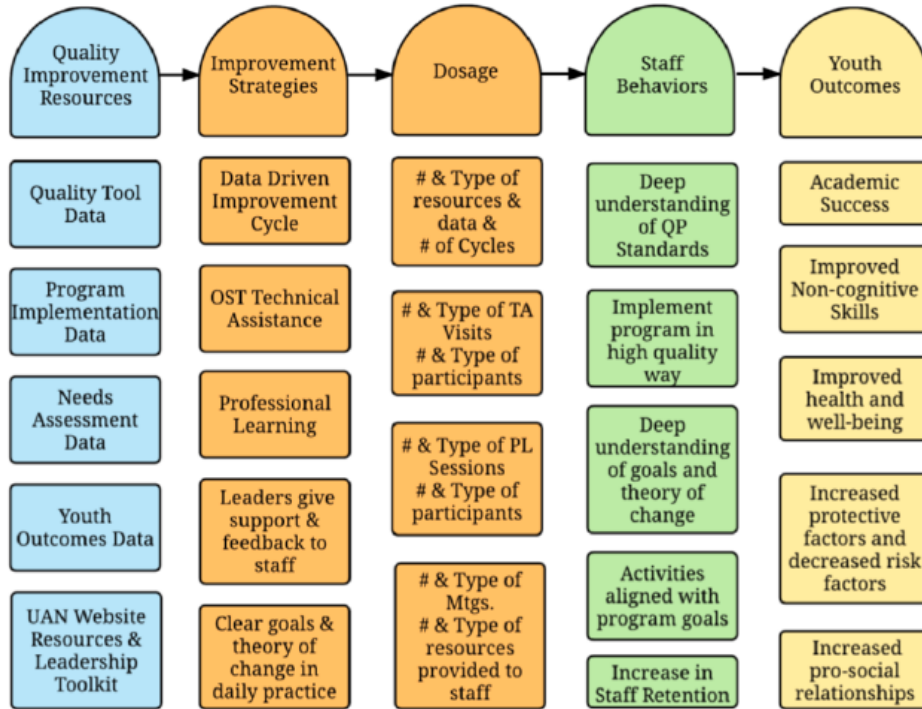 Quality
Improvement
Resources
Improvement
Strategies
Dosage
Staff
Behaviors
Youth
Outcomes
Quality Tool
Data
Program
Implementation
Data
Needs
Assessment
Data
Youth
Outcomes Data
UAN Website
Resources &
Leadership
Toolkit
Data Driven
Improvement
Cycle
OST Technical
Assistance
Professional
Learning
Leaders give
support &
feedback to
staff
Clear goals &
theory of
change in
daily practice
# & Type of
resources &
data &
# of Cycles
# & Type of TA
Visits
# & Type of
participants
# & Type of PL
Sessions
# & Type of
participants
# & Type of
Mtgs.
# & Type of
resources
provided to
staff
Deep
understanding
of QP
Standards
Implement
program in
high quality
way
Deep
understanding
of goals and
theory of
change
Activities
aligned with
program goals
Increase in
Staff Retention
Academic
Success
Improved
Non-cognitive
Skills
Improved
health and
well-being
Increased
protective
factors and
decreased risk
factors
Increased
pro-social
relationships